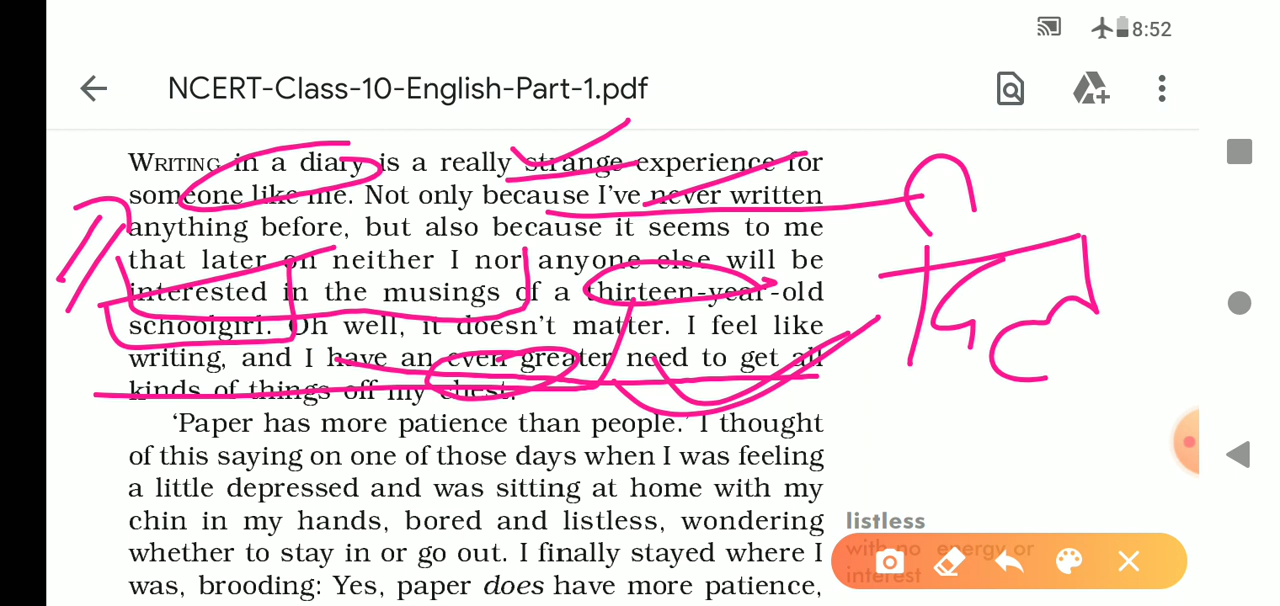 8:52
NCERT-Class-10-English-Part-1.pdf
WRITING in a diary is a really strange experience for
someone like me. Not only because I've never written
anything before, but also because it seems to me
that later on neither I nor anyone else will be
interested in the musings of a thirteen-year-old
schoolgirl. Oh well, it doesn't matter. I feel like
writing, and I have an even greater need to get all
kinds of things off my chest.
'Paper has more patience than people.' I thought
of this saying on one of those days when I was feeling
a little depressed and was sitting at home with my
chin in my hands, bored and listless, wondering
whether to stay in or go out. I finally stayed where I
was, brooding: Yes, paper does have more patience,
listless
with no energy or
interest